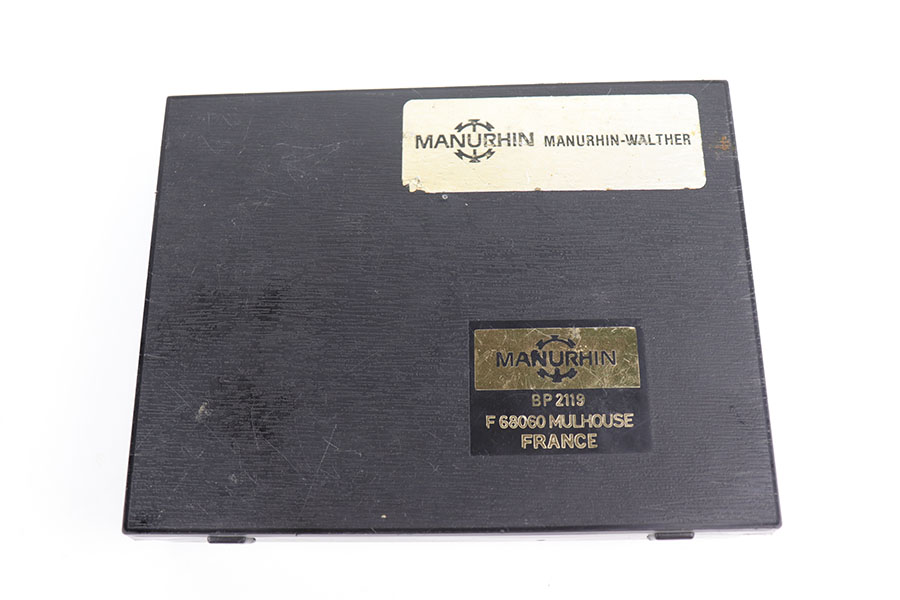 MANURHIN MANURHIN-WALTHER
MANURHIN
BP 2119
F 68060 MULHOUSE
FRANCE